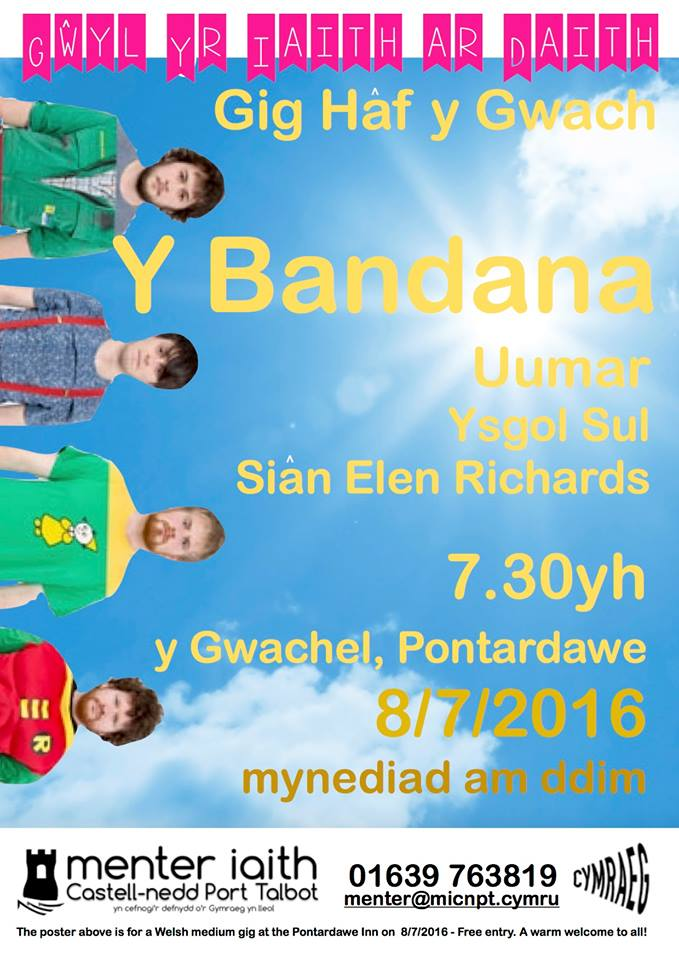 GŴYL YR IAITH AR DAITH
Gig Hâf y Gwach
Y Bandana
Uumar
Ysgol Sul
Siân Elen Richards
7.30yh
y Gwachel, Pontardawe
8/7/2016
mynediad am ddim
menter iaith
Castell-nedd Port Talbot
yn cefnogi'r defnydd o'r Gymraeg yn lleol
01639 763819
menter@micnpt.cymru
CYMRAEG
The poster above is for a Welsh medium gig at the Pontardawe Inn on 8/7/2016 - Free entry. A warm welcome to all!